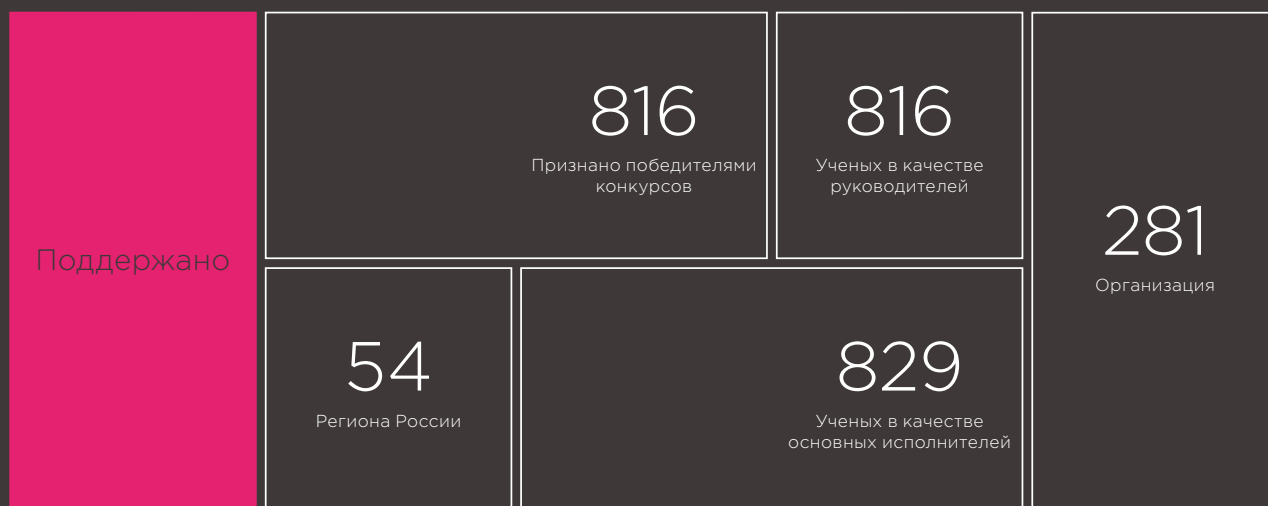 Поддержано
816
Признано победителями
конкурсов
816
Ученых в качестве
руководителей
281
Организация
54
Региона России
829
Ученых в качестве
основных исполнителей